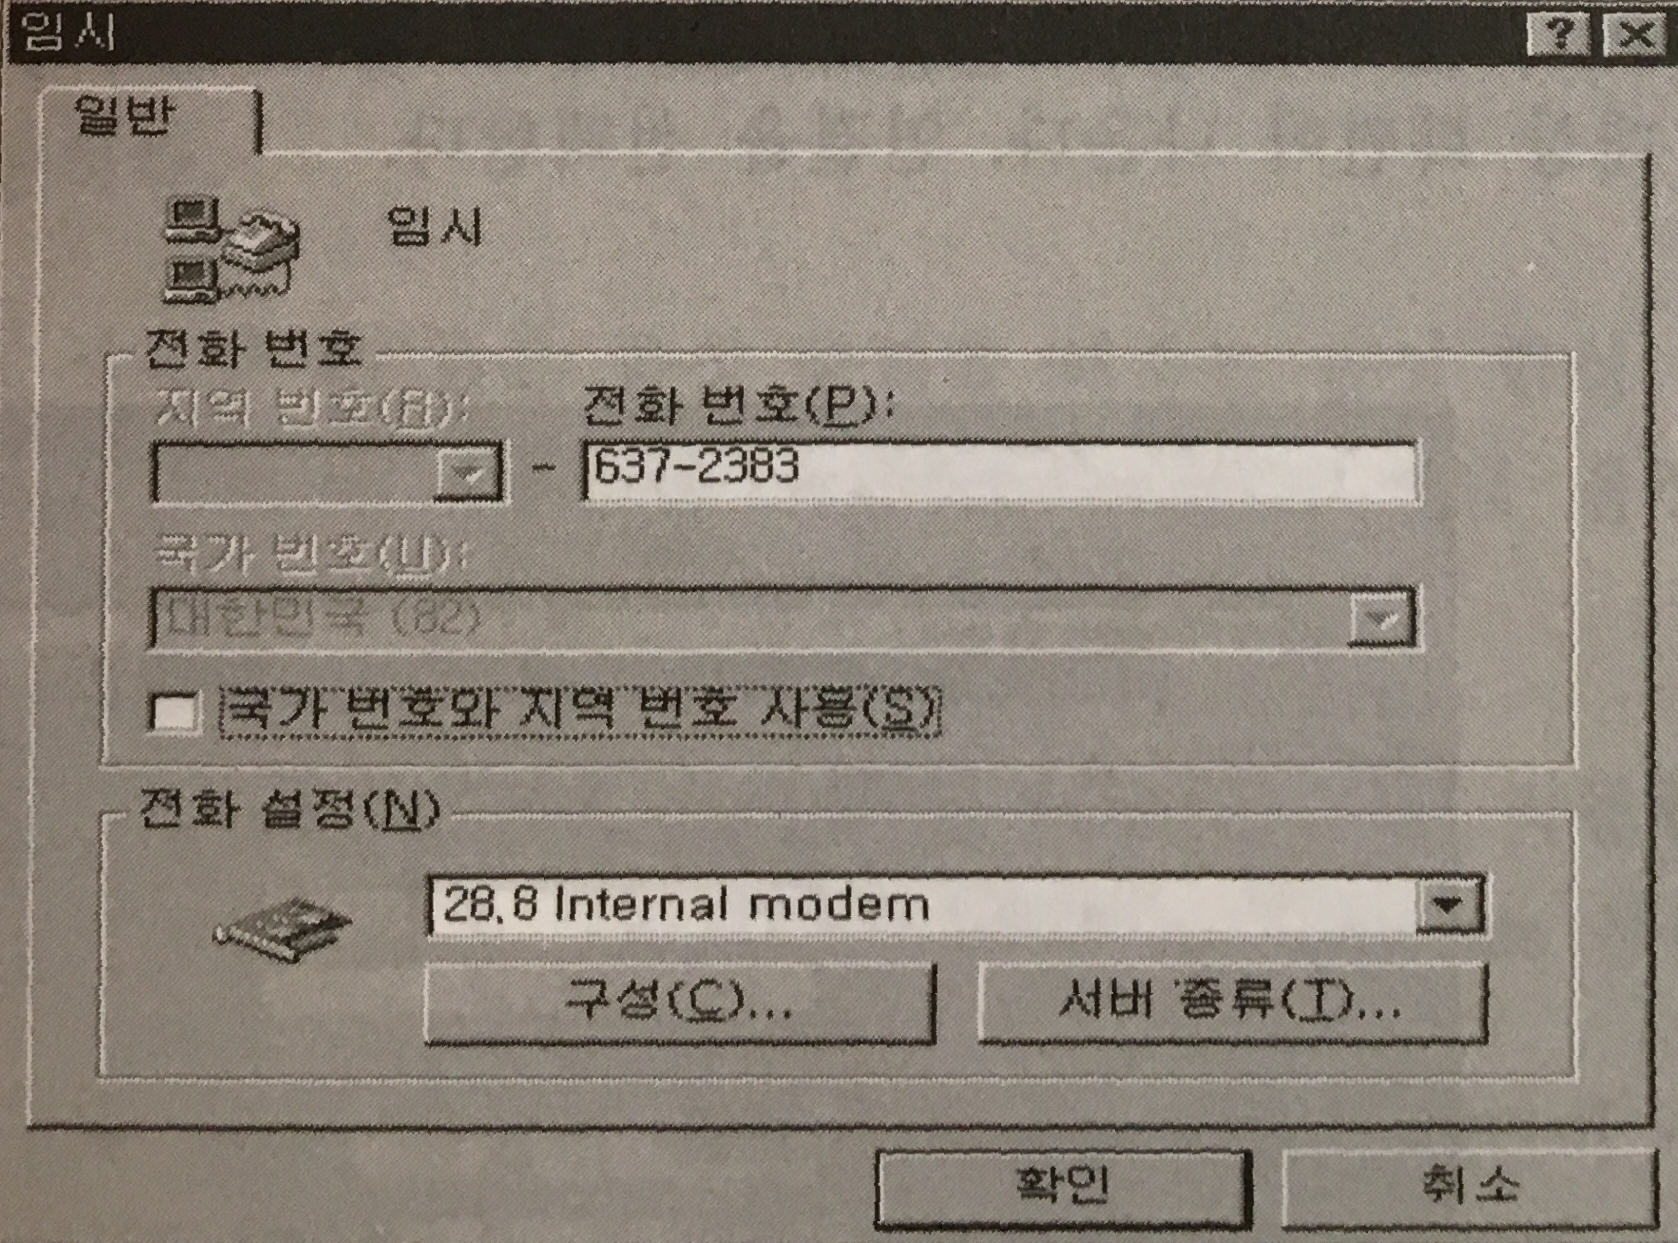 임시
일반
임시
전화 번호
지역 번호(R): 전화 번호(P):
- 637-2383
국가 번호(U):
대한민국 (82)
국가 번호와 지역 번호 사용(S)
전화 설정(N)
28.8 Internal modem
구성(C)... 서버 종류(T)...
확인 취소